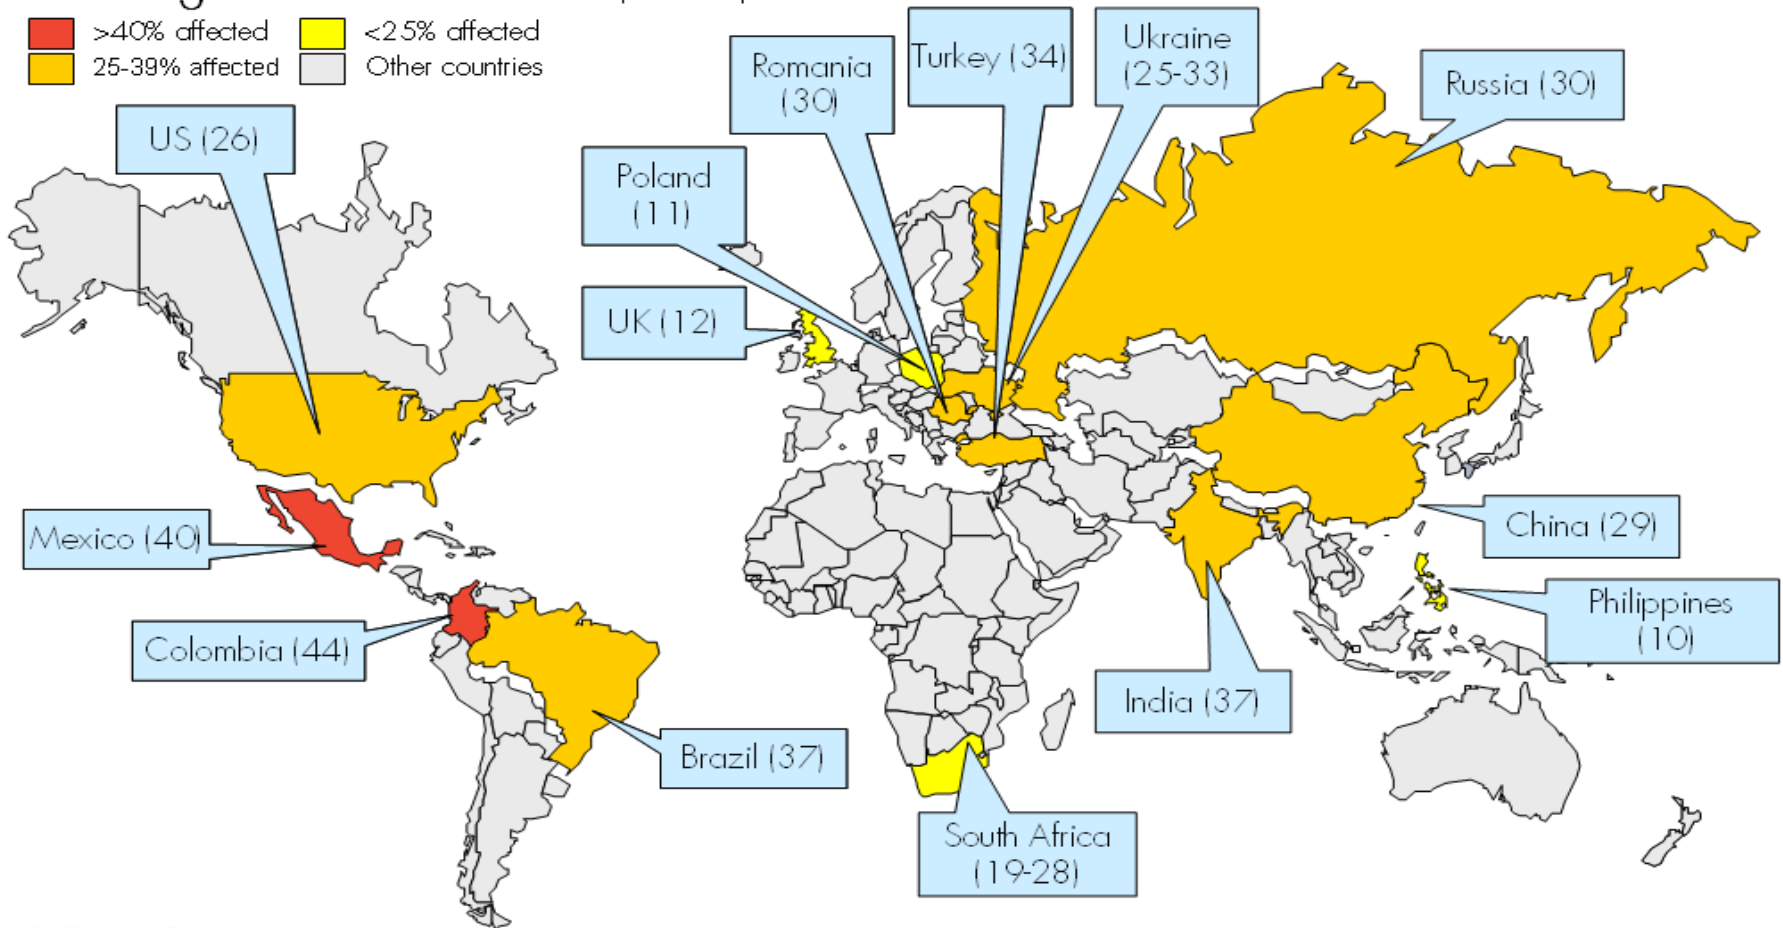 >40% affected
<25% affected
25-39% affected
Other countries
US (26)
Romania
(30)
Turkey (34)
Ukraine
(25-33)
Russia (30)
Poland
(11)
UK (12)
Mexico (40)
China (29)
Philippines
(10)
Colombia (44)
India (37)
Brazil (37)
South Africa
(19-28)